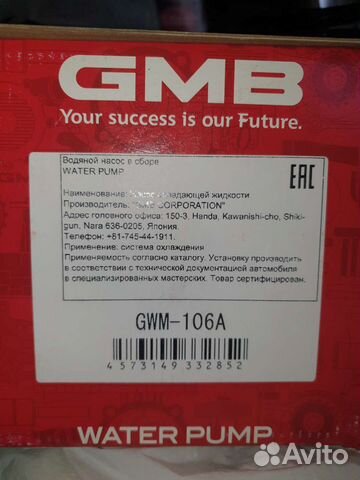 GMB
Your success is our Future.
Водяной насос в сборе
WATER PUMP
EAC
Наименование: Насос охлаждающей жидкости
Производитель: "GMB CORPORATION"
Адрес головного офиса: 150-3, Handa, Kawanishi-cho, Shiki-
gun. Nara 636-0205, Япония.
Телефон: +81-745-44-1911.
Применение: система охлаждения
Применяемость согласно каталогу. Установку производить
в соответствии с технической документацией автомобиля
в специализированных мастерских. Товар сертифицирован.
GWM-106A
4 573149 332852
WATER PUMP
Avito